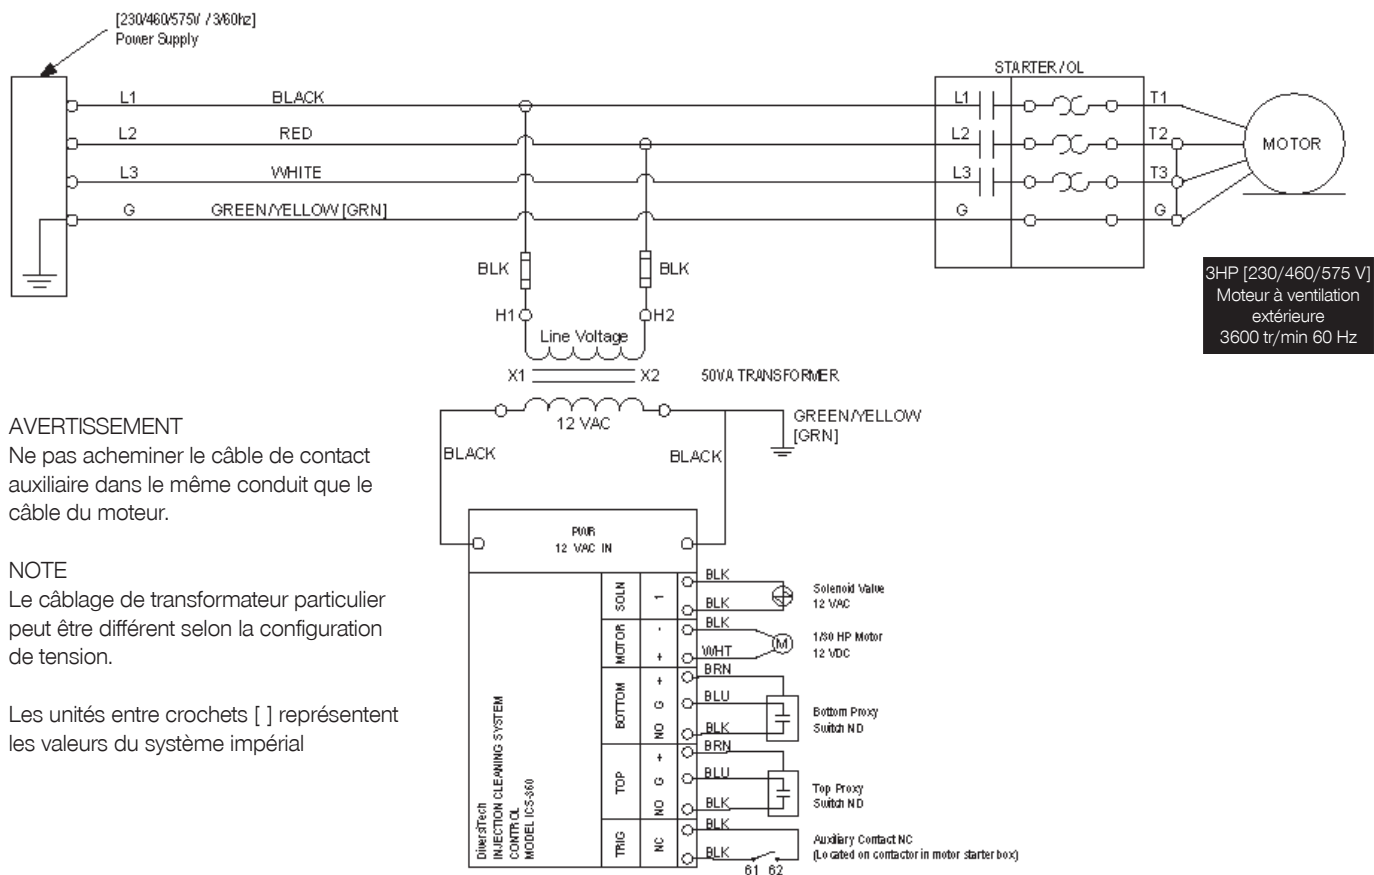 [230/460/575V / 3/60hz]
Power Supply
STARTER/OL
L1 BLACK L1 T1
L2 RED L2 T2
MOTOR
L3 WHITE L3 T3
G GREEN/YELLOW [GRN] G G
BLK BLK
3HP [230/460/575 V]
Moteur à ventilation
extérieure
3600 tr/min 60 Hz
H1 H2
Line Voltage
X1 X2 50VA TRANSFORMER
12 VAC
GREEN/YELLOW
[GRN]
BLACK BLACK
AVERTISSEMENT
Ne pas acheminer le câble de contact
auxiliaire dans le même conduit que le
câble du moteur.
NOTE
Le câblage de transformateur particulier
peut être différent selon la configuration
de tension.
Les unités entre crochets [ ] représentent
les valeurs du système impérial
PWR
12 VAC IN
DiversiTech
INJECTION CLEANING SYSTEM
CONTROL
MODEL ICS-360
SOLN 1
BLK
BLK
Solenoid Valve
12 VAC
MOTOR - +
BLK
WHT
M
1/30 HP Motor
12 VDC
BOTTOM + G NO
BRN
BLU
BLK
Bottom Proxy
Switch ND
TOP + G NO
BRN
BLU
BLK
Top Proxy
Switch ND
TRIG NC
BLK
BLK
61 62
Auxiliary Contact NC
(Located on contactor in motor starter box)